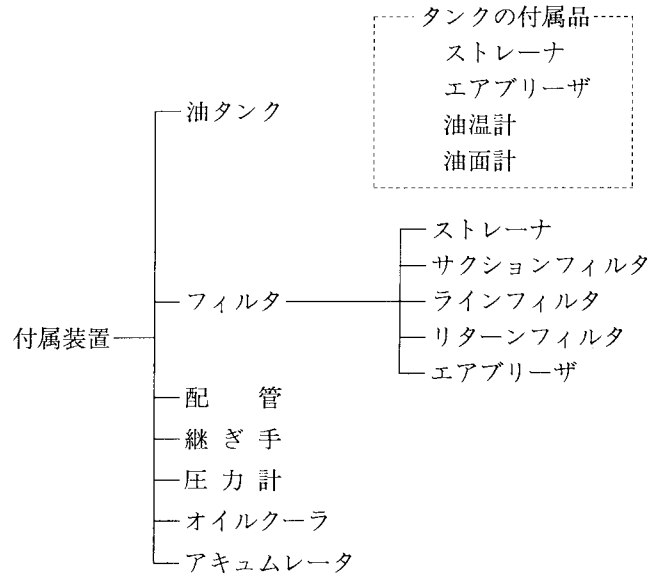 タンクの付属品
ストレーナ
エアブリーザ
油温計
油面計
油タンク
ストレーナ
サクションフィルタ
フィルタ
ラインフィルタ
リターンフィルタ
エアブリーザ
付属装置
配 管
継ぎ手
圧力計
オイルクーラ
アキュムレータ